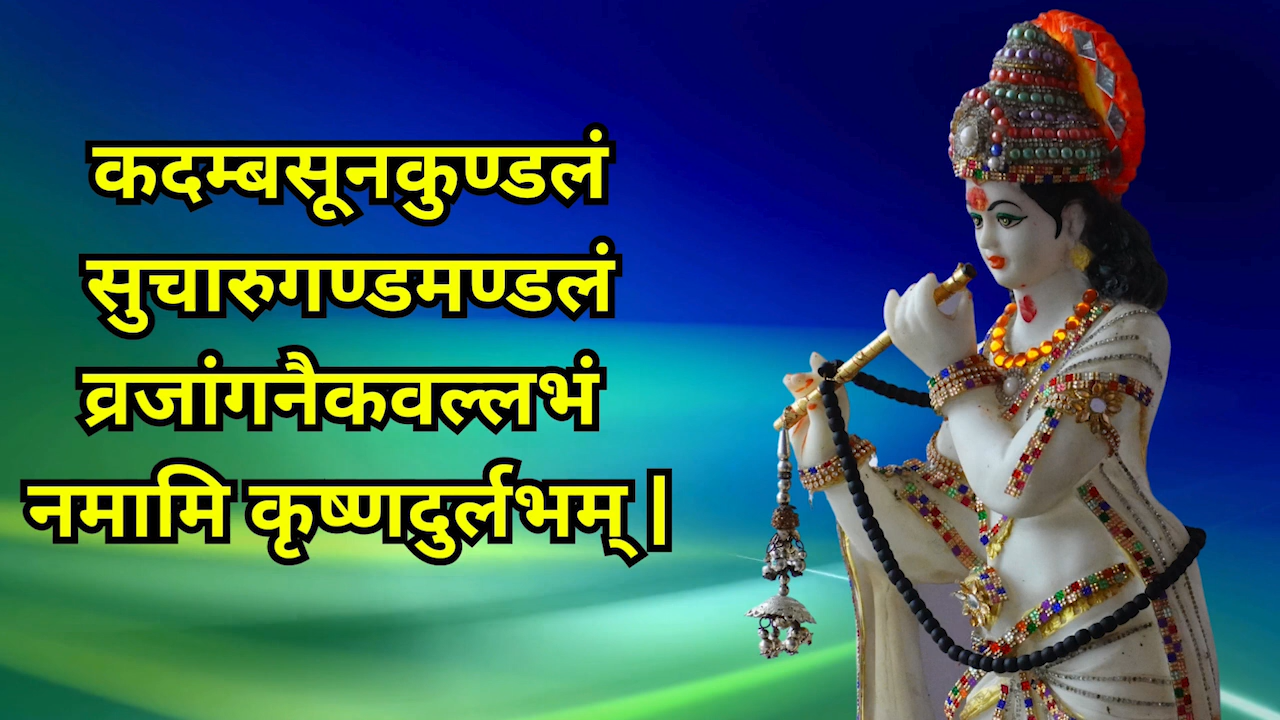 कदम्बसूनकुण्डलं
सुचारुगण्डमण्डलं
व्रजांगनैकवल्लभं
नमामि कृष्णदुर्लभम् |